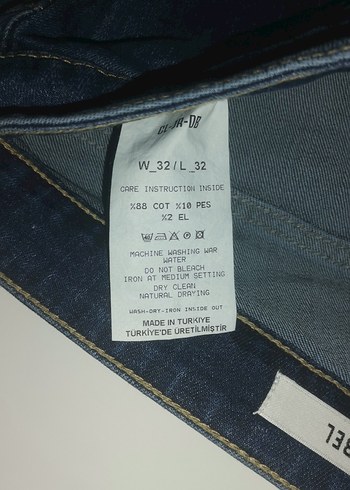 W_32 / L_32
CARE INSTRUCTION INSIDE
%88 COT %10 PES
%2 EL
MACHINE WASHING WAR
WATER
DO NOT BLEACH
IRON AT MEDIUM SETTING
DRY CLEAN
NATURAL DRAYING
WASH-DRY-IRON INSIDE OUT
MADE IN TURKIYE
TÜRKİYE'DE ÜRETİLMİŞTİR